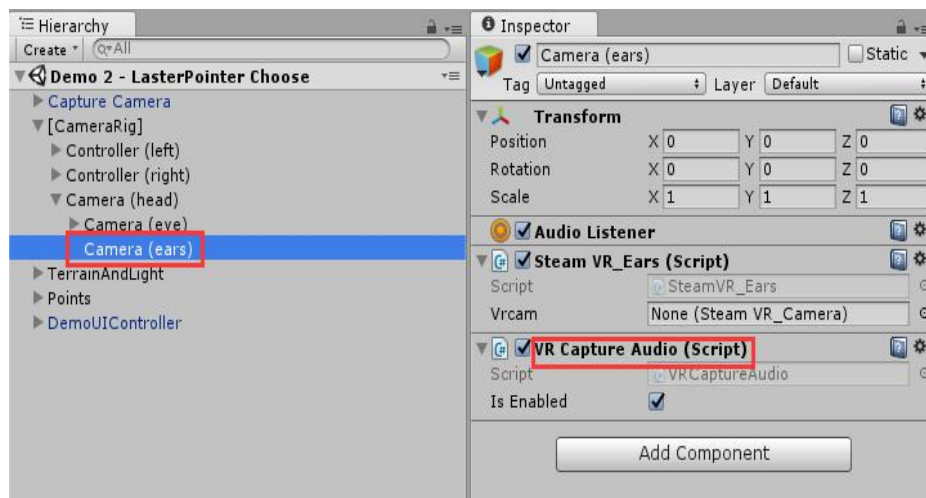 Hierarchy
Create
All
Demo 2 - LasterPointer Choose
Capture Camera
[CameraRig]
Controller (left)
Controller (right)
Camera (head)
Camera (eye)
Camera (ears)
TerrainAndLight
Points
DemoUIController
Inspector
Camera (ears)
Static
Tag Untagged Layer Default
Transform
Position X 0 Y 0 Z 0
Rotation X 0 Y 0 Z 0
Scale X 1 Y 1 Z 1
Audio Listener
Steam VR_Ears (Script)
Script SteamVR_Ears
Vrcam None (Steam VR_Camera)
VR Capture Audio (Script)
Script VRCaptureAudio
Is Enabled
Add Component